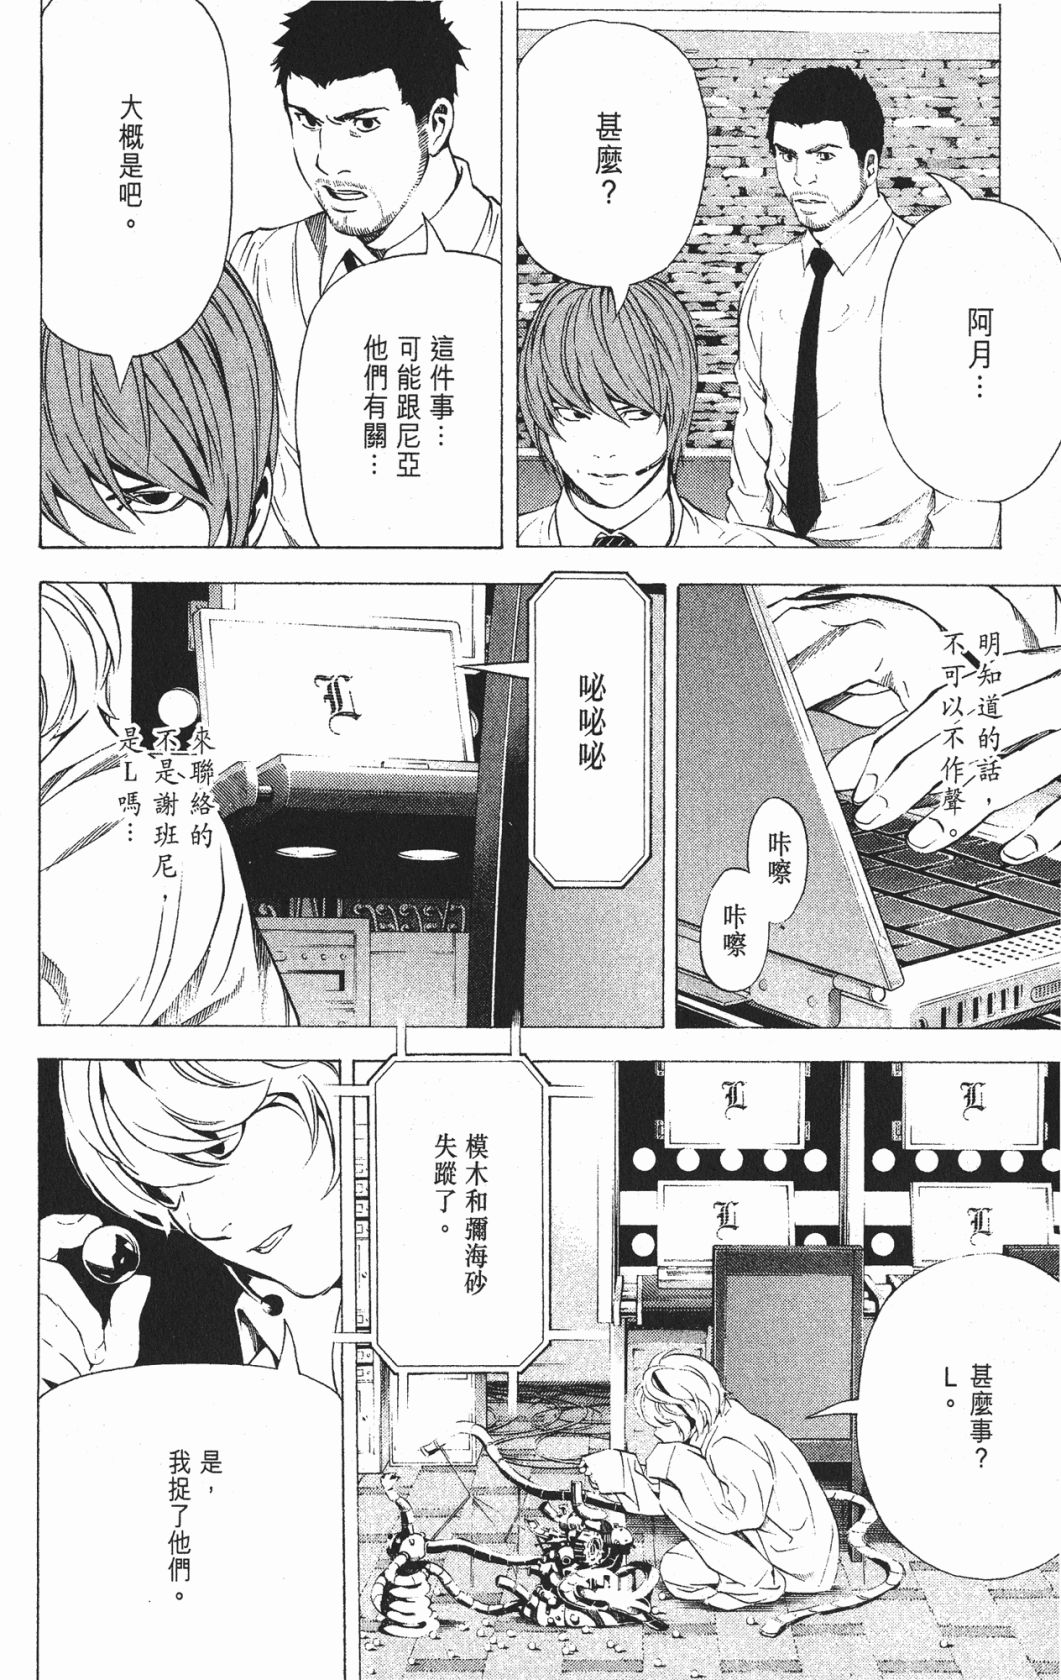 阿月…
甚麼？
這件事…
可能跟尼亞
他們有關…
大概是吧。
明知道的話，
不可以不作聲。
咔嚓
咔嚓
咇咇咇
L
來聯絡的
不是謝班尼，
是L嗎…
L
L
L
L
甚麼事？
L。
模木和彌海砂
失蹤了。
是，
我捉了他們。